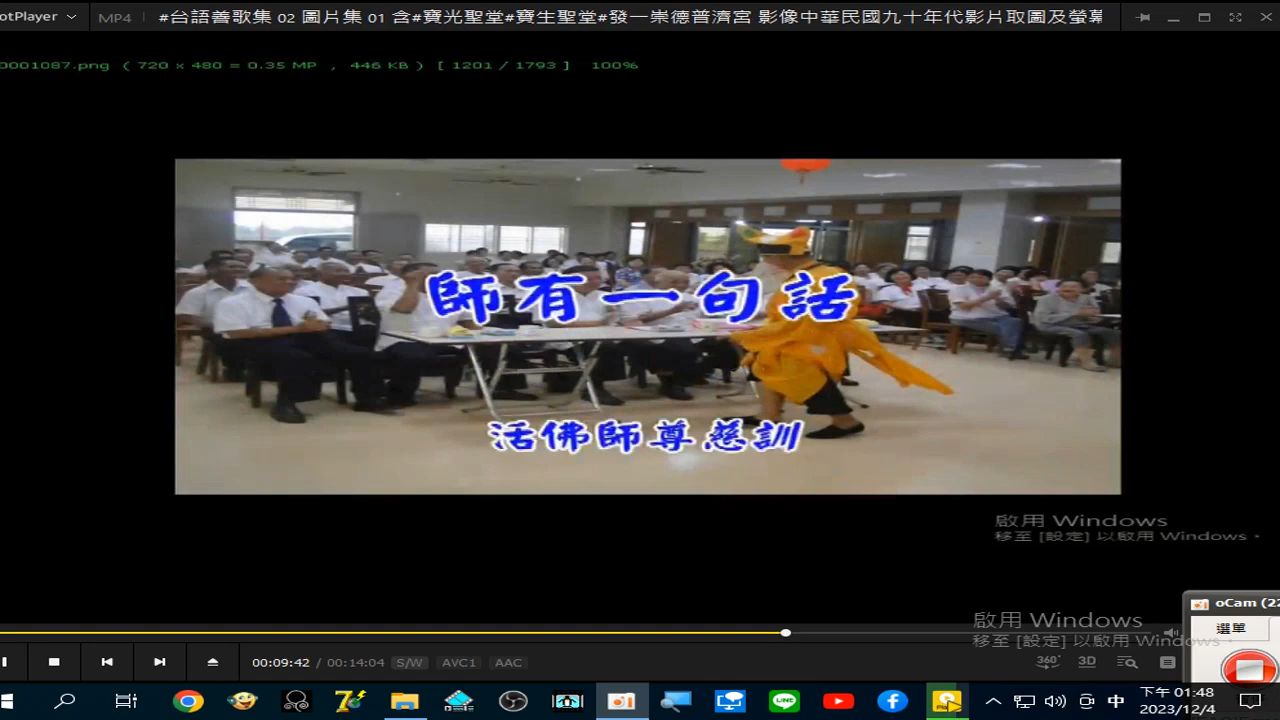 otPlayer
MP4
#台語善歌集 02 圖片集 01 含#寶光聖堂#寶生聖堂#發一崇德普濟宮 影像中華民國九十年代影片取圖及螢幕
0001087.png ( 720 x 480 = 0.35 MP , 446 KB ) [ 1201 / 1793 ] 100%
師有一句話
活佛師尊慈訓
啟用 Windows
移至 [設定] 以啟用 Windows。
啟用 Windows
移至 [設定] 以啟用 Windows。
oCam (22
選單
00:09:42 / 00:14:04 S/W AVC1 AAC
360° 3D
中
下午 01:48
2023/12/4